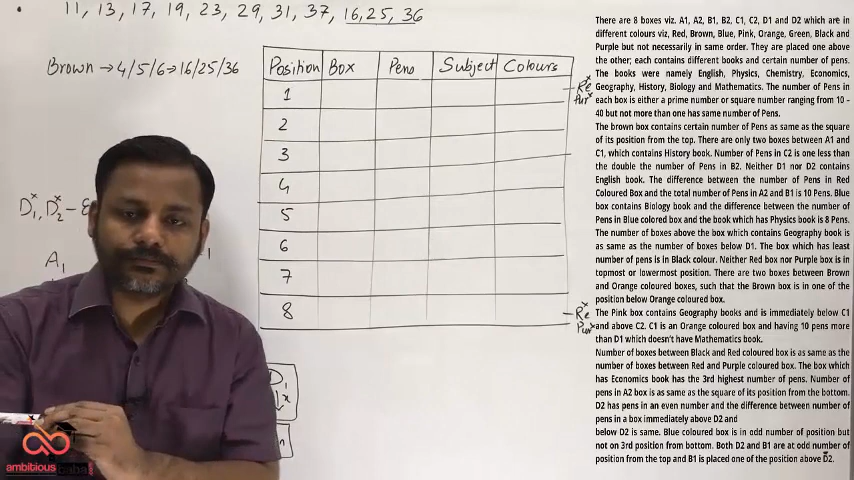 11, 13, 17, 19, 23, 29, 31, 37, 16,25, 36
Brown → 4/5/6 ⇒ 16/25/36
Position Box Pens Subject Colours
1
2
3
4
5
6
7
8
Re
Pur
Re
Pur
D1, D2 - E
A1
1
D1
ambitious
baba
There are 8 boxes viz. A1, A2, B1, B2, C1, C2, D1 and D2 which are in
different colours viz, Red, Brown, Blue, Pink, Orange, Green, Black and
Purple but not necessarily in same order. They are placed one above
the other; each contains different books and certain number of pens.
The books were namely English, Physics, Chemistry, Economics,
Geography, History, Biology and Mathematics. The number of Pens in
each box is either a prime number or square number ranging from 10 -
40 but not more than one has same number of Pens.
The brown box contains certain number of Pens as same as the square
of its position from the top. There are only two boxes between A1 and
C1, which contains History book. Number of Pens in C2 is one less than
the double the number of Pens in B2. Neither D1 nor D2 contains
English book. The difference between the number of Pens in Red
Coloured Box and the total number of Pens in A2 and B1 is 10 Pens. Blue
box contains Biology book and the difference between the number of
Pens in Blue colored box and the book which has Physics book is 8 Pens.
The number of boxes above the box which contains Geography book is
as same as the number of boxes below D1. The box which has least
number of pens is in Black colour. Neither Red box nor Purple box is in
topmost or lowermost position. There are two boxes between Brown
and Orange coloured boxes, such that the Brown box is in one of the
position below Orange coloured box.
The Pink box contains Geography books and is immediately below C1
and above C2. C1 is an Orange coloured box and having 10 pens more
than D1 which doesn't have Mathematics book.
Number of boxes between Black and Red coloured box is as same as the
number of boxes between Red and Purple coloured box. The box which
has Economics book has the 3rd highest number of pens. Number of
pens in A2 box is as same as the square of its position from the bottom.
D2 has pens in an even number and the difference between number of
pens in a box immediately above D2 and
below D2 is same. Blue coloured box is in odd number of position but
not on 3rd position from bottom. Both D2 and B1 are at odd number of
position from the top and B1 is placed one of the position above D2.